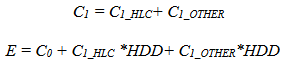 C₁ = C₁_HLC + C₁_OTHER
E = C₀ + C₁_HLC *HDD+ C₁_OTHER*HDD